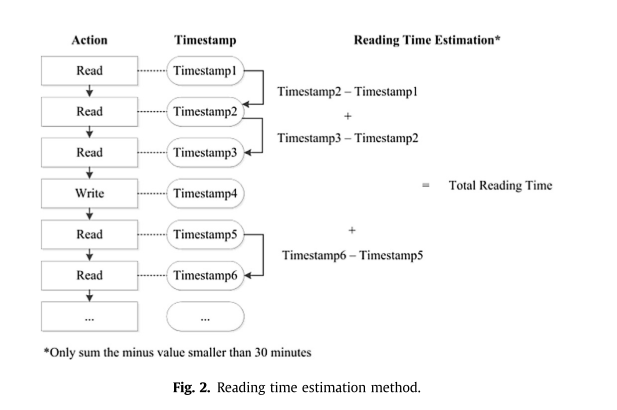 Action Timestamp Reading Time Estimation*
Read Timestamp1
Timestamp2 – Timestamp1
Read Timestamp2
+
Timestamp3 – Timestamp2
Read Timestamp3
= Total Reading Time
Write Timestamp4
+
Read Timestamp5
Timestamp6 – Timestamp5
Read Timestamp6
... ...
*Only sum the minus value smaller than 30 minutes
Fig. 2. Reading time estimation method.